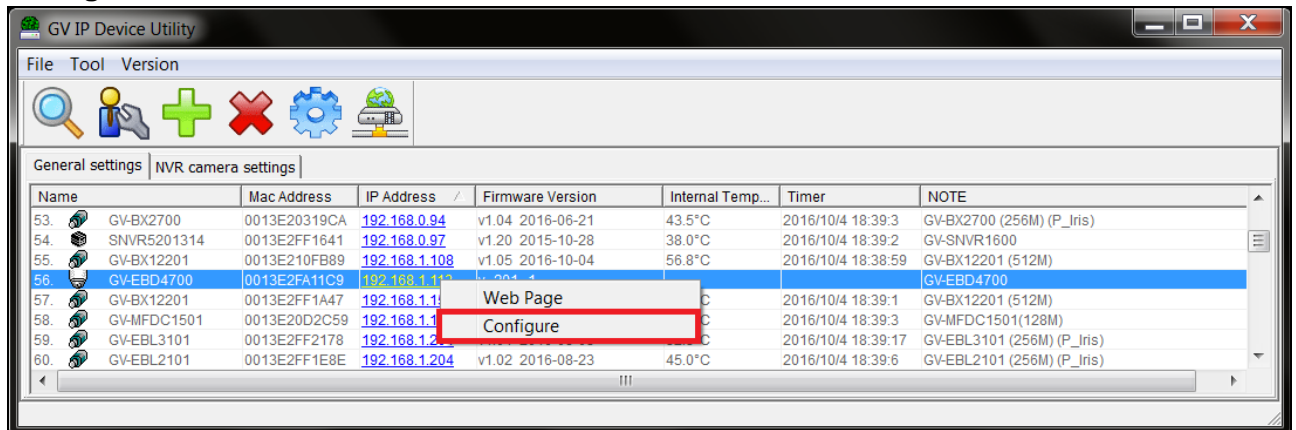 GV IP Device Utility
File Tool Version
General settings NVR camera settings
Name Mac Address IP Address Firmware Version Internal Temp... Timer NOTE
53. GV-BX2700 0013E20319CA 192.168.0.94 v1.04 2016-06-21 43.5°C 2016/10/4 18:39:3 GV-BX2700 (256M) (P_Iris)
54. SNVR5201314 0013E2FF1641 192.168.0.97 v1.20 2015-10-28 38.0°C 2016/10/4 18:39:2 GV-SNVR1600
55. GV-BX12201 0013E210FB89 192.168.1.108 v1.05 2016-10-04 56.8°C 2016/10/4 18:38:59 GV-BX12201 (512M)
56. GV-EBD4700 0013E2FA11C9 GV-EBD4700
Web Page
57. GV-BX12201 0013E2FF1A47 2016/10/4 18:39:1 GV-BX12201 (512M)
Configure
58. GV-MFDC1501 0013E20D2C59 2016/10/4 18:39:3 GV-MFDC1501(128M)
59. GV-EBL3101 0013E2FF2178 2016/10/4 18:39:17 GV-EBL3101 (256M) (P_Iris)
60. GV-EBL2101 0013E2FF1E8E 192.168.1.204 v1.02 2016-08-23 45.0°C 2016/10/4 18:39:6 GV-EBL2101 (256M) (P_Iris)